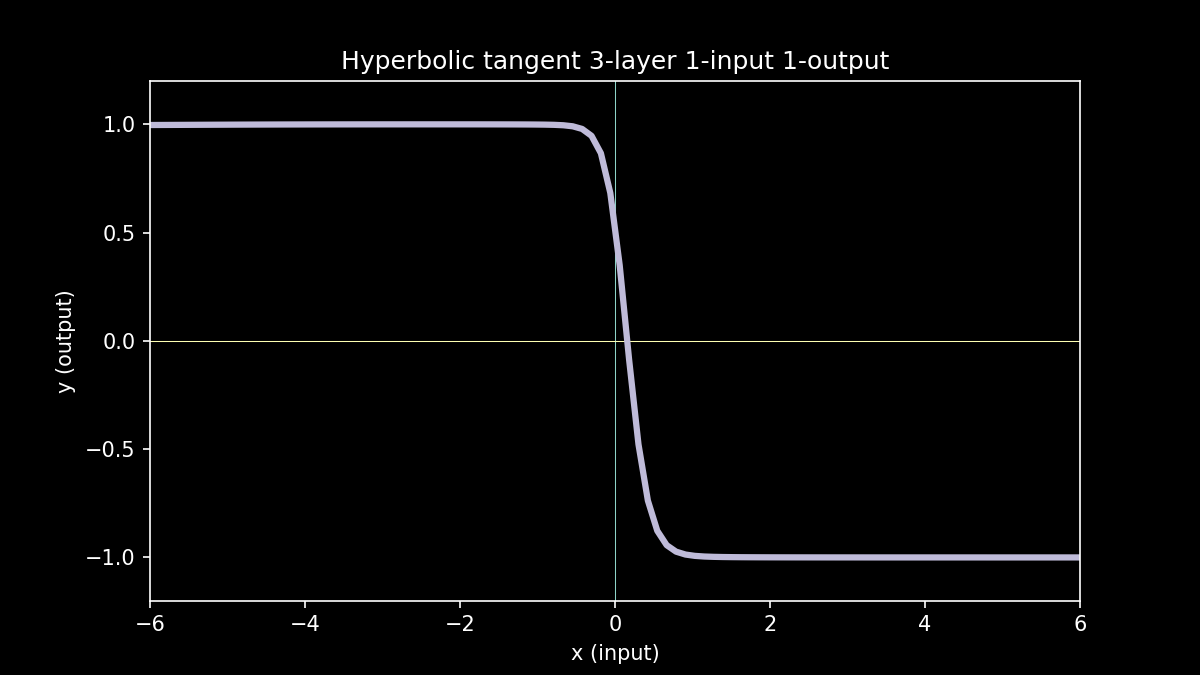 Hyperbolic tangent 3-layer 1-input 1-output
1.0
0.5
0.0
−0.5
−1.0
y (output)
−6 −4 −2 0 2 4 6
x (input)